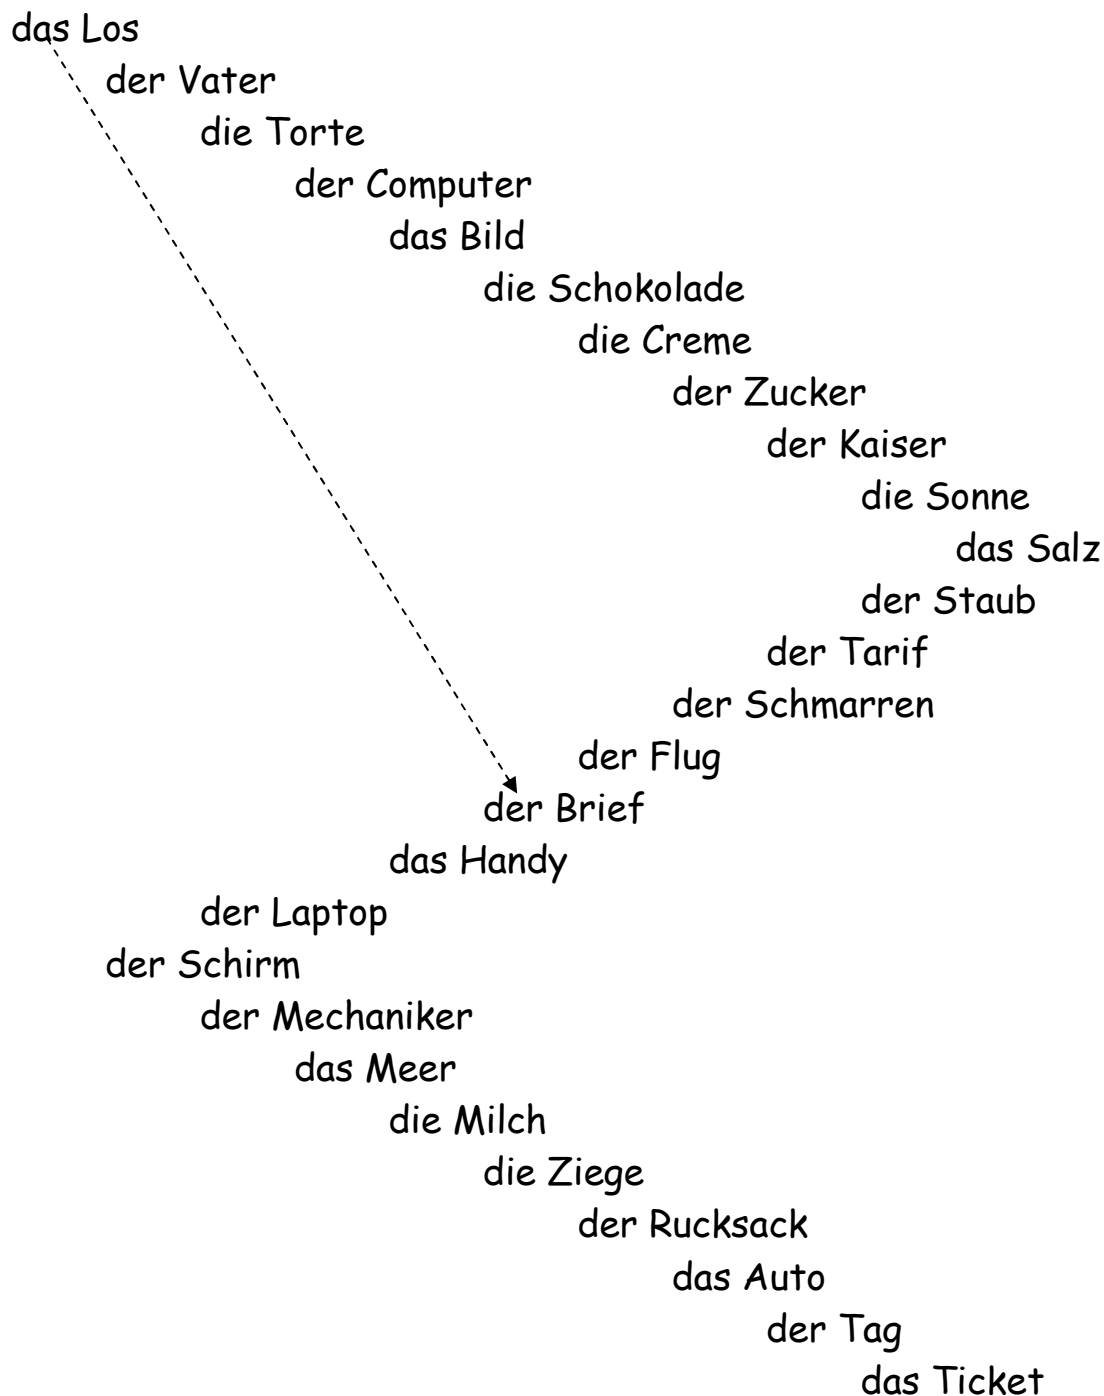 das Los
der Vater
die Torte
der Computer
das Bild
die Schokolade
die Creme
der Zucker
der Kaiser
die Sonne
das Salz
der Staub
der Tarif
der Schmarren
der Flug
der Brief
das Handy
der Laptop
der Schirm
der Mechaniker
das Meer
die Milch
die Ziege
der Rucksack
das Auto
der Tag
das Ticket